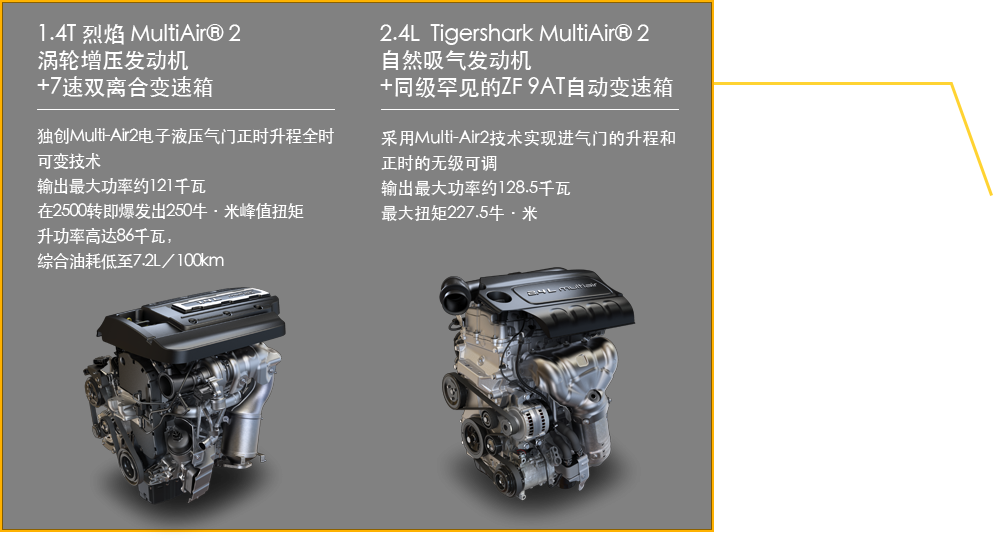 1.4T 烈焰 MultiAir® 2
涡轮增压发动机
+7速双离合变速箱
独创Multi-Air2电子液压气门正时升程全时
可变技术
输出最大功率约121千瓦
在2500转即爆发出250牛·米峰值扭矩
升功率高达86千瓦,
综合油耗低至7.2L／100km
2.4L Tigershark MultiAir® 2
自然吸气发动机
+同级罕见的ZF 9AT自动变速箱
采用Multi-Air2技术实现进气门的升程和
正时的无级可调
输出最大功率约128.5千瓦
最大扭矩227.5牛·米
2.4L multiair